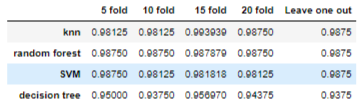 5 fold 10 fold 15 fold 20 fold Leave one out
knn 0.98125 0.98125 0.993939 0.98750 0.9875
random forest 0.98750 0.98750 0.987879 0.98750 0.9875
SVM 0.98750 0.98125 0.981818 0.98125 0.9875
decision tree 0.95000 0.93750 0.956970 0.94375 0.9375